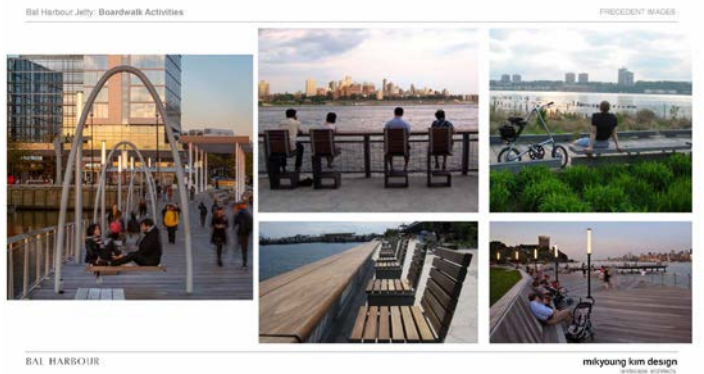 Bal Harbour Jetty: Boardwalk Activities
PRECEDENT IMAGES
BAL HARBOUR
mikyoung kim design
landscape architects